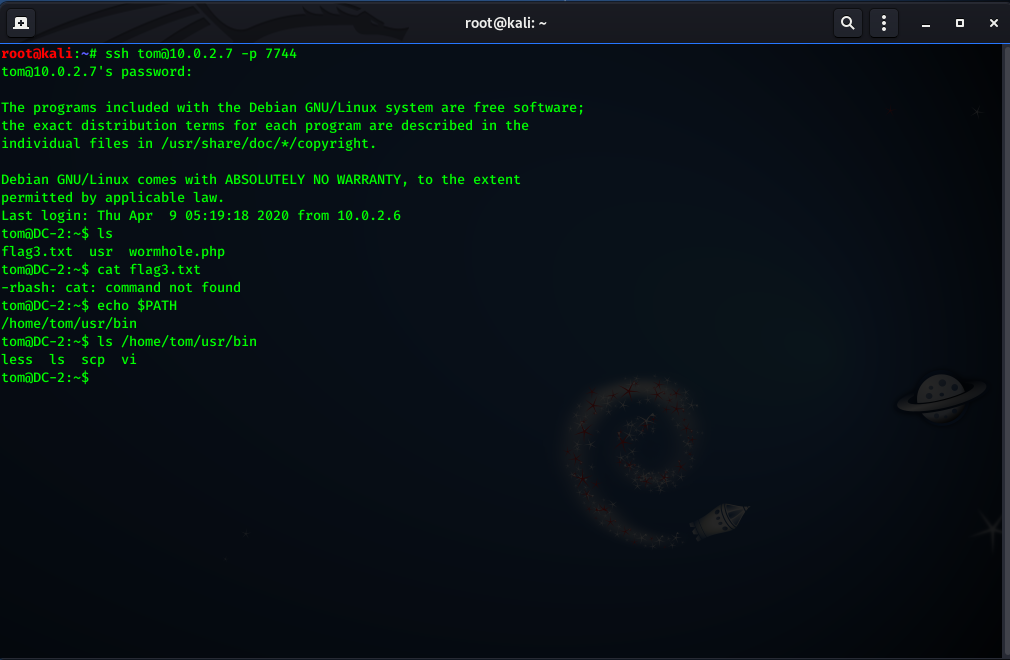 root@kali: ~
root@kali:~# ssh tom@10.0.2.7 -p 7744
tom@10.0.2.7's password:
The programs included with the Debian GNU/Linux system are free software;
the exact distribution terms for each program are described in the
individual files in /usr/share/doc/*/copyright.
Debian GNU/Linux comes with ABSOLUTELY NO WARRANTY, to the extent
permitted by applicable law.
Last login: Thu Apr  9 05:19:18 2020 from 10.0.2.6
tom@DC-2:~$ ls
flag3.txt  usr  wormhole.php
tom@DC-2:~$ cat flag3.txt
-rbash: cat: command not found
tom@DC-2:~$ echo $PATH
/home/tom/usr/bin
tom@DC-2:~$ ls /home/tom/usr/bin
less  ls  scp  vi
tom@DC-2:~$